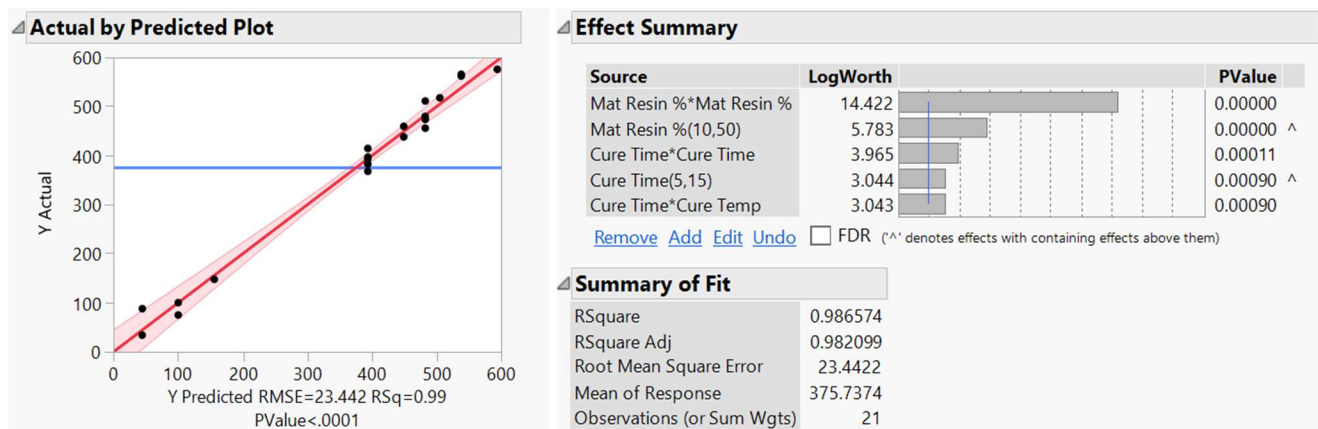 Actual by Predicted Plot
600
500
400
300
200
100
0
Y Actual
0 100 200 300 400 500 600
Y Predicted RMSE=23.442 RSq=0.99
PValue<.0001
Effect Summary
Source LogWorth PValue
Mat Resin %*Mat Resin % 14.422 0.00000
Mat Resin %(10,50) 5.783 0.00000 ^
Cure Time*Cure Time 3.965 0.00011
Cure Time(5,15) 3.044 0.00090 ^
Cure Time*Cure Temp 3.043 0.00090
Remove Add Edit Undo FDR ('^' denotes effects with containing effects above them)
Summary of Fit
RSquare 0.986574
RSquare Adj 0.982099
Root Mean Square Error 23.4422
Mean of Response 375.7374
Observations (or Sum Wgts) 21